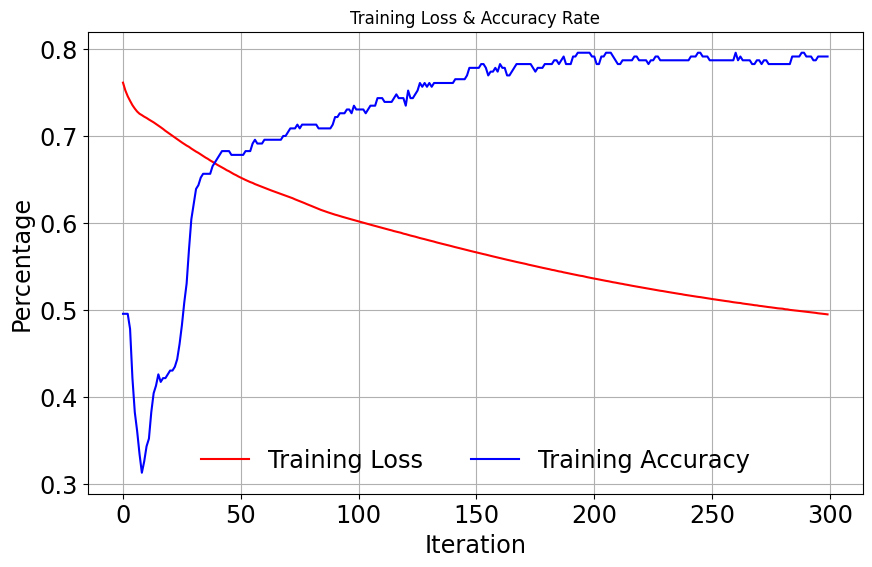 Training Loss & Accuracy Rate
0.8
0.7
0.6
0.5
0.4
0.3
Percentage
Training Loss
Training Accuracy
0 50 100 150 200 250 300
Iteration